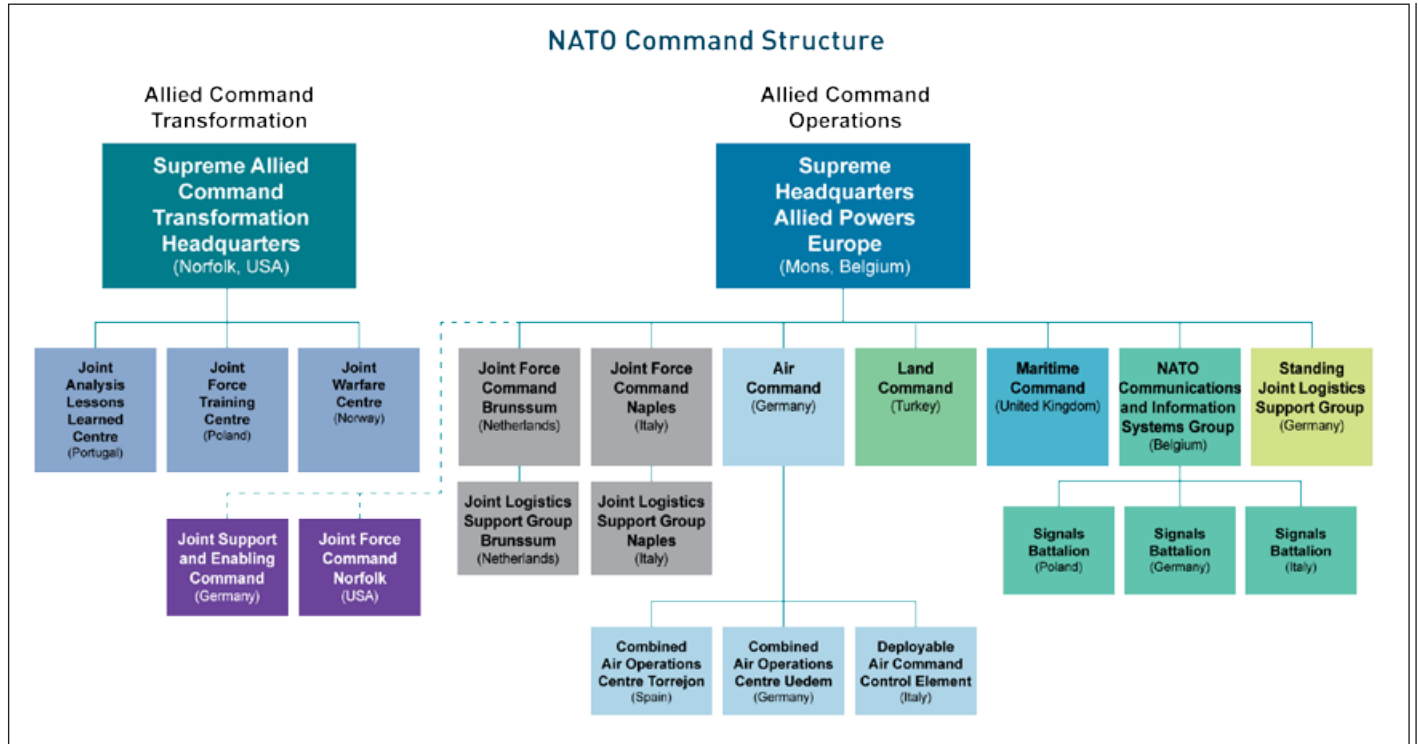 NATO Command Structure
Allied Command
Transformation
Allied Command
Operations
Supreme Allied
Command
Transformation
Headquarters
(Norfolk, USA)
Supreme
Headquarters
Allied Powers
Europe
(Mons, Belgium)
Joint
Analysis
Lessons
Learned
Centre
(Portugal)
Joint
Force
Training
Centre
(Poland)
Joint
Warfare
Centre
(Norway)
Joint Force
Command
Brunssum
(Netherlands)
Joint Force
Command
Naples
(Italy)
Air
Command
(Germany)
Land
Command
(Turkey)
Maritime
Command
(United Kingdom)
NATO
Communications
and Information
Systems Group
(Belgium)
Standing
Joint Logistics
Support Group
(Germany)
Joint Support
and Enabling
Command
(Germany)
Joint Force
Command
Norfolk
(USA)
Joint Logistics
Support Group
Brunssum
(Netherlands)
Joint Logistics
Support Group
Naples
(Italy)
Signals
Battalion
(Poland)
Signals
Battalion
(Germany)
Signals
Battalion
(Italy)
Combined
Air Operations
Centre Torrejon
(Spain)
Combined
Air Operations
Centre Uedem
(Germany)
Deployable
Air Command
Control Element
(Italy)